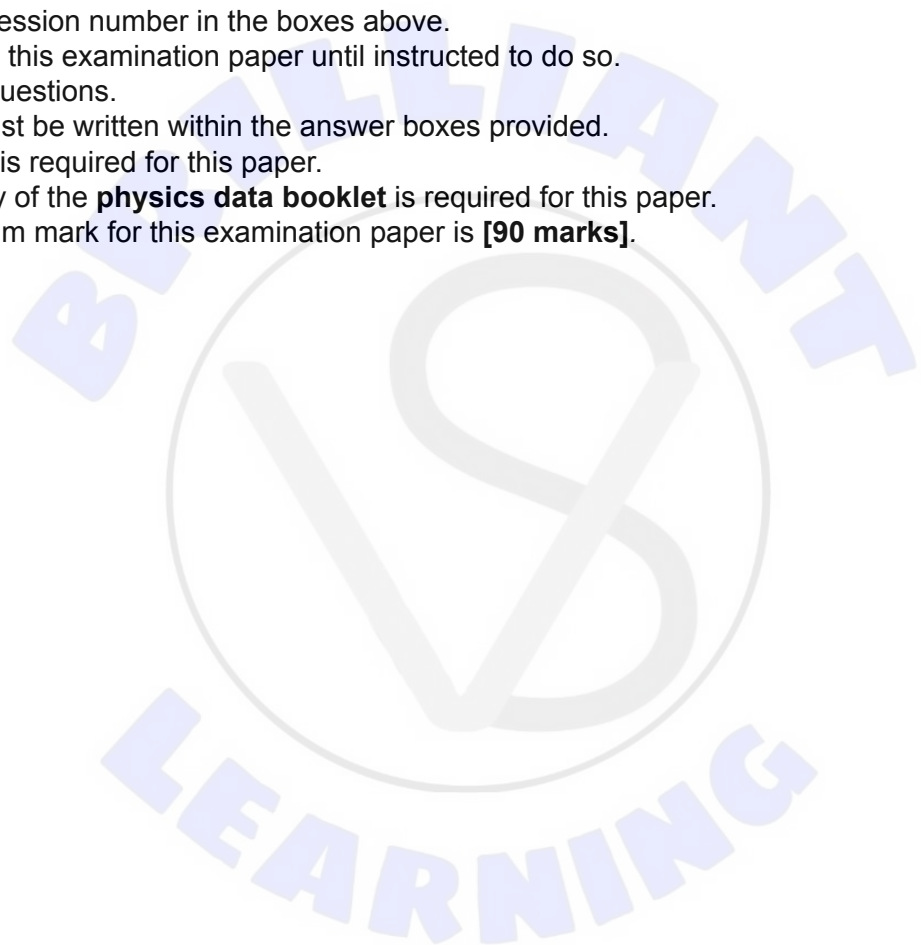 ession number in the boxes above.
this examination paper until instructed to do so.
uestions.
st be written within the answer boxes provided.
is required for this paper.
y of the physics data booklet is required for this paper.
m mark for this examination paper is [90 marks].
BRILLIANT
VS
LEARNING